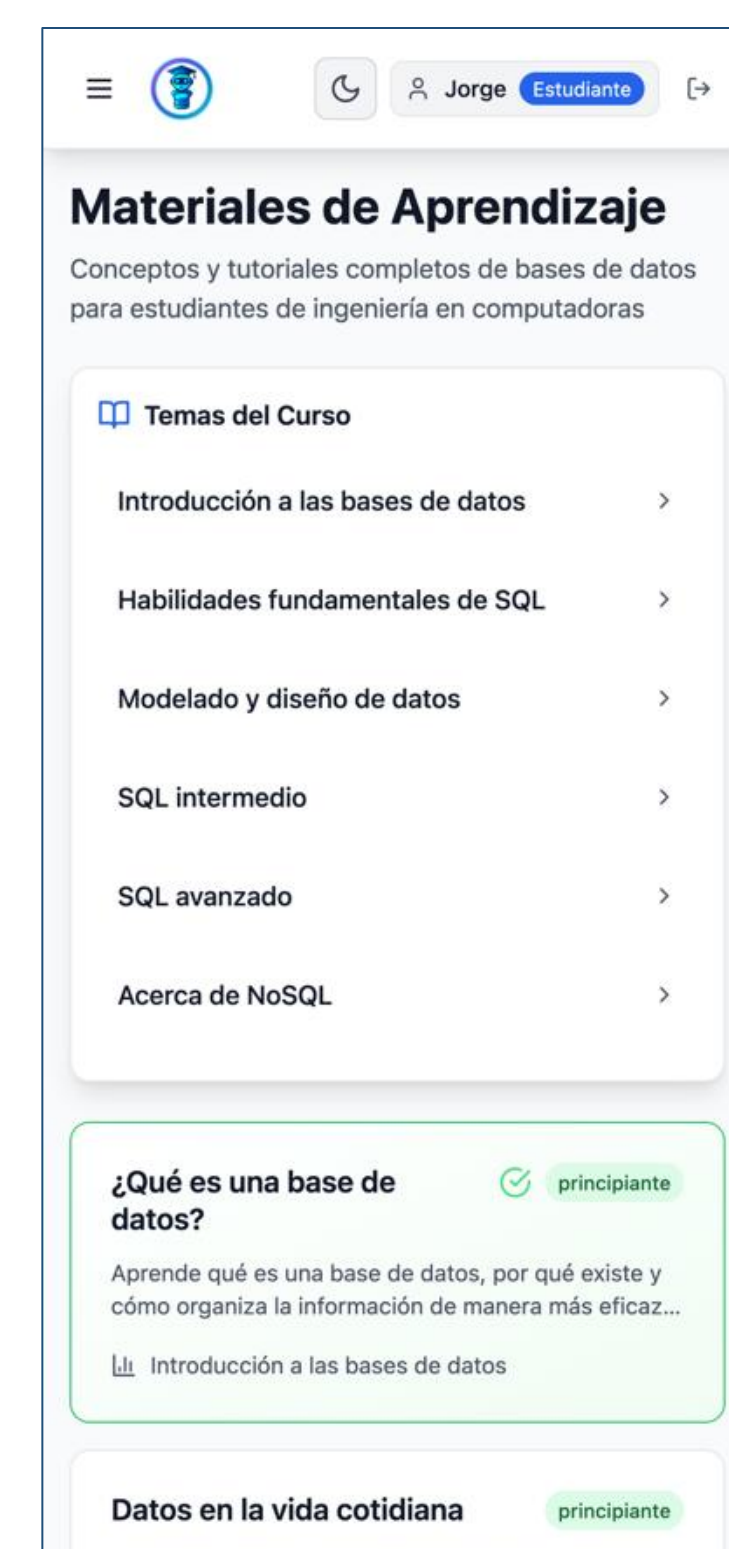 Jorge Estudiante
Materiales de Aprendizaje
Conceptos y tutoriales completos de bases de datos
para estudiantes de ingeniería en computadoras
Temas del Curso
Introducción a las bases de datos
Habilidades fundamentales de SQL
Modelado y diseño de datos
SQL intermedio
SQL avanzado
Acerca de NoSQL
¿Qué es una base de
datos?
principiante
Aprende qué es una base de datos, por qué existe y
cómo organiza la información de manera más eficaz...
Introducción a las bases de datos
Datos en la vida cotidiana
principiante